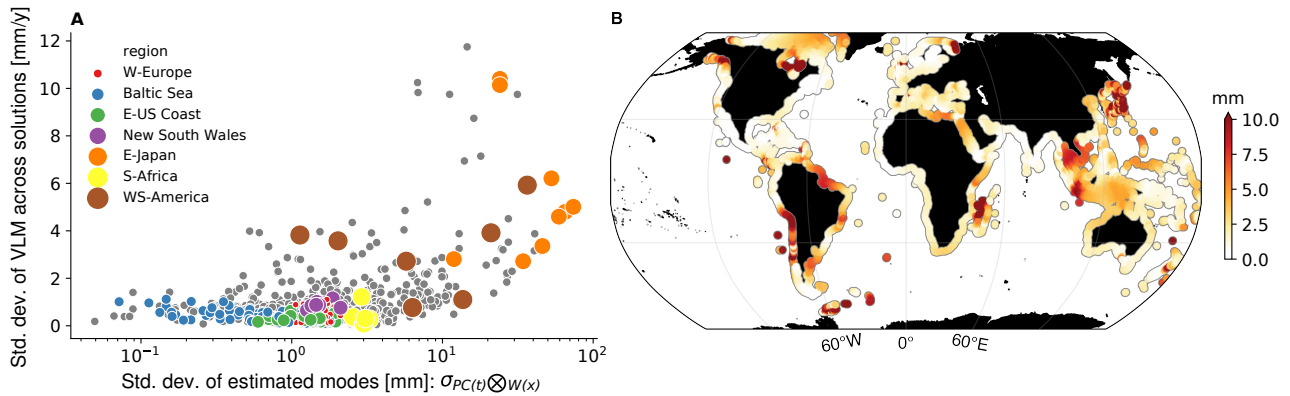 A
Std. dev. of VLM across solutions [mm/y]
12
10
8
6
4
2
0
region
W-Europe
Baltic Sea
E-US Coast
New South Wales
E-Japan
S-Africa
WS-America
10⁻¹ 10⁰ 10¹ 10²
Std. dev. of estimated modes [mm]: σPC(t)⊗W(x)
B
60°W 0° 60°E
mm
10.0
7.5
5.0
2.5
0.0